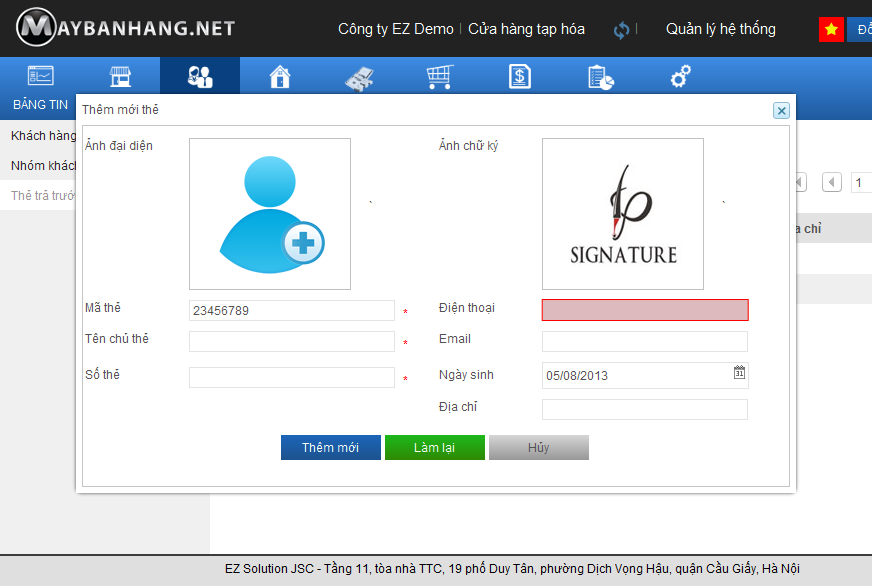 MAYBANHANG.NET
Công ty EZ Demo | Cửa hàng tạp hóa | Quản lý hệ thống
BẢNG TIN
Khách hàng
Nhóm khách
Thẻ trả trướ
1
a chỉ
Thêm mới thẻ
Ảnh đại diện
Ảnh chữ ký
SIGNATURE
Mã thẻ 23456789 * Điện thoại
Tên chủ thẻ * Email
Số thẻ * Ngày sinh 05/08/2013
Địa chỉ
Thêm mới Làm lại Hủy
EZ Solution JSC - Tầng 11, tòa nhà TTC, 19 phố Duy Tân, phường Dịch Vọng Hậu, quận Cầu Giấy, Hà Nội